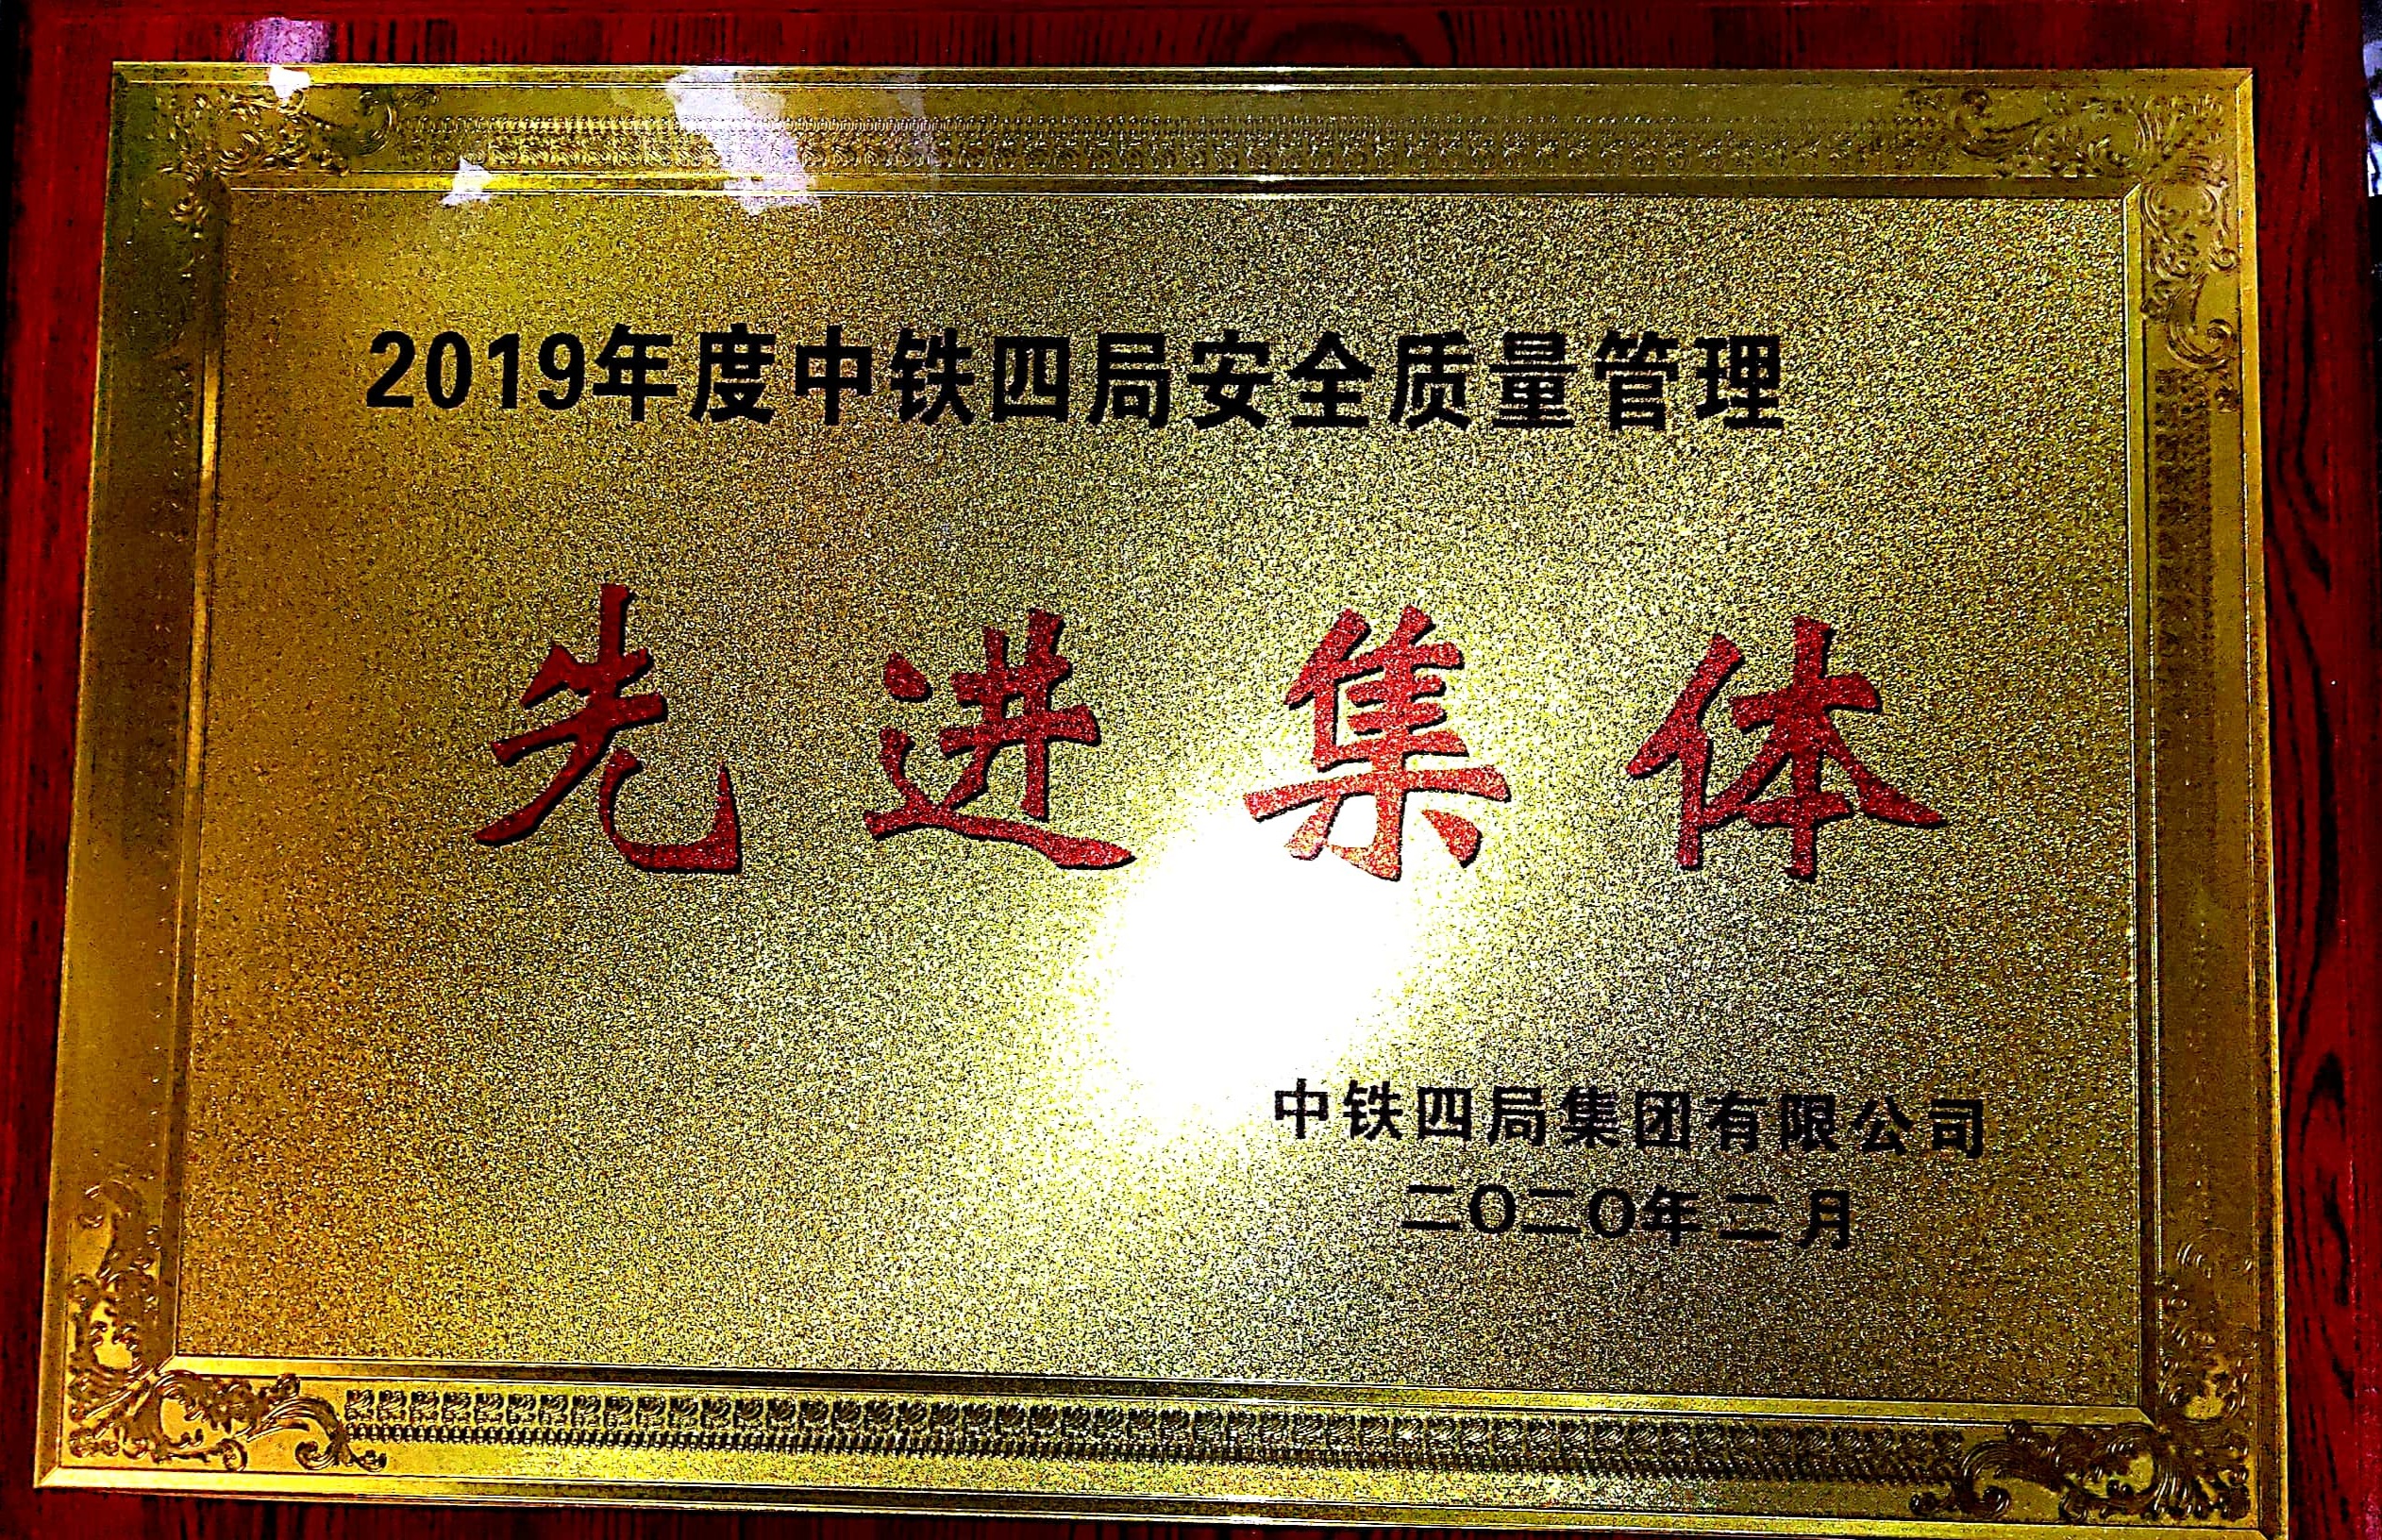 2019年度中铁四局安全质量管理
先进集体
中铁四局集团有限公司
二〇二〇年二月